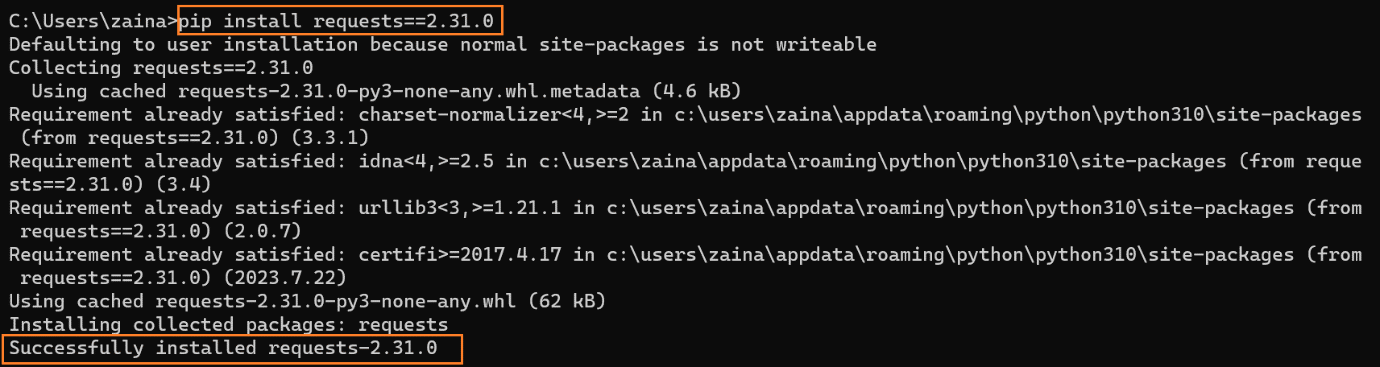 C:\Users\zaina>pip install requests==2.31.0
Defaulting to user installation because normal site-packages is not writeable
Collecting requests==2.31.0
  Using cached requests-2.31.0-py3-none-any.whl.metadata (4.6 kB)
Requirement already satisfied: charset-normalizer<4,>=2 in c:\users\zaina\appdata\roaming\python\python310\site-packages
 (from requests==2.31.0) (3.3.1)
Requirement already satisfied: idna<4,>=2.5 in c:\users\zaina\appdata\roaming\python\python310\site-packages (from reque
sts==2.31.0) (3.4)
Requirement already satisfied: urllib3<3,>=1.21.1 in c:\users\zaina\appdata\roaming\python\python310\site-packages (from
 requests==2.31.0) (2.0.7)
Requirement already satisfied: certifi>=2017.4.17 in c:\users\zaina\appdata\roaming\python\python310\site-packages (from
 requests==2.31.0) (2023.7.22)
Using cached requests-2.31.0-py3-none-any.whl (62 kB)
Installing collected packages: requests
Successfully installed requests-2.31.0